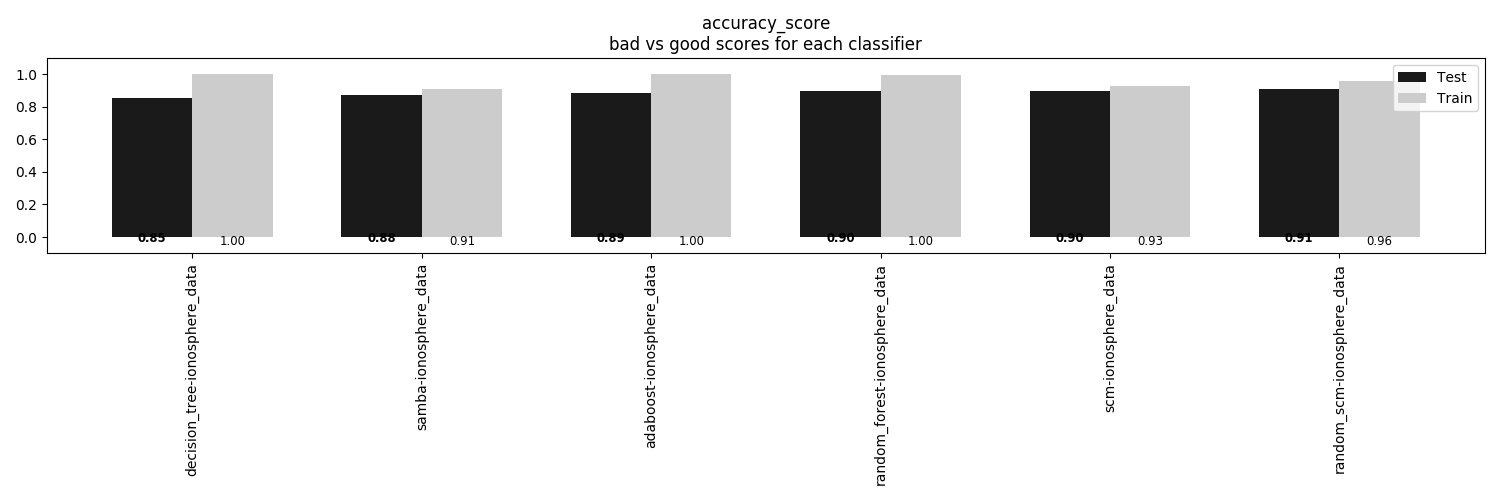 accuracy_score
bad vs good scores for each classifier
Test
Train
1.0
0.8
0.6
0.4
0.2
0.0
0.85 1.00 0.88 0.91 0.89 1.00 0.90 1.00 0.90 0.93 0.91 0.96
decision_tree-ionosphere_data
samba-ionosphere_data
adaboost-ionosphere_data
random_forest-ionosphere_data
scm-ionosphere_data
random_scm-ionosphere_data